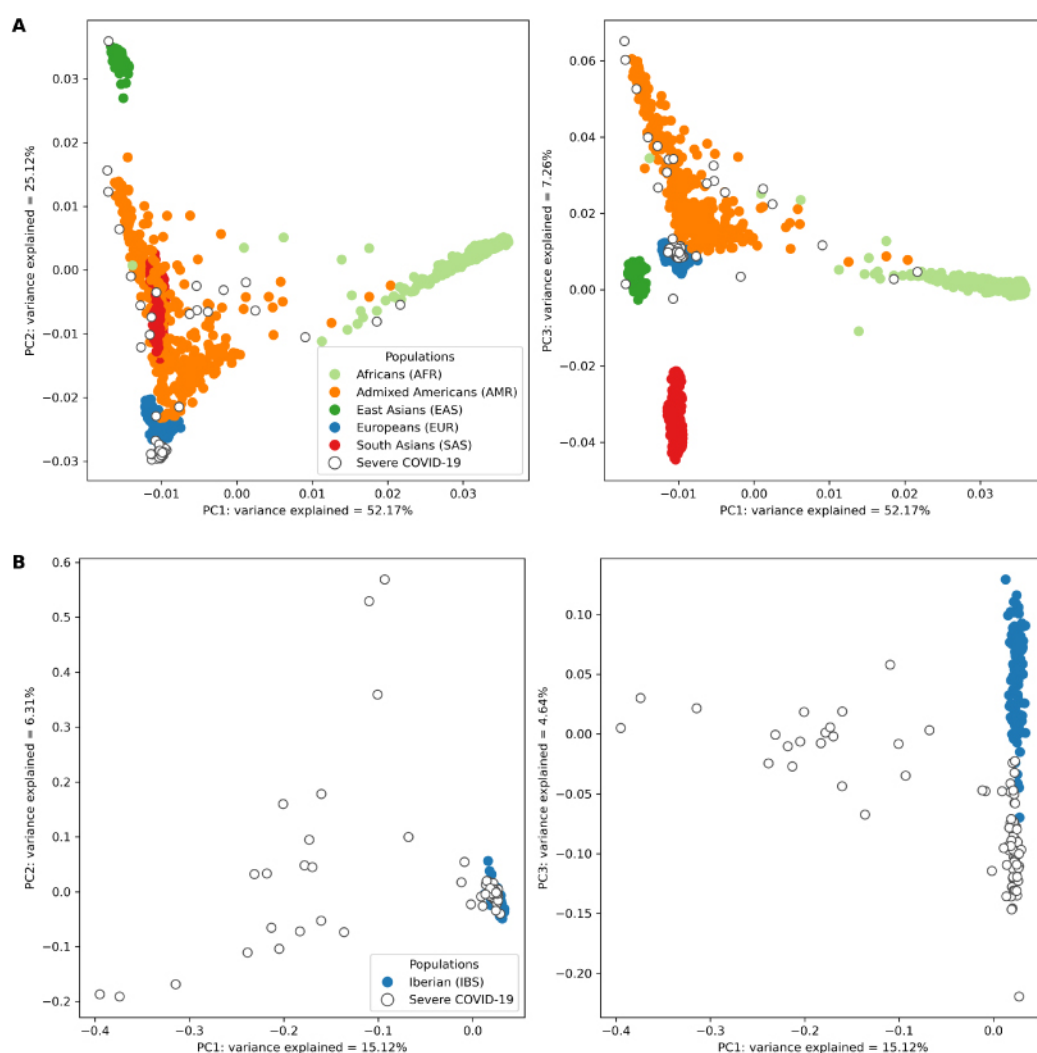 A
PC2: variance explained = 25.12%
0.03
0.02
0.01
0.00
−0.01
−0.02
−0.03
−0.01
0.00
0.01
0.02
0.03
PC1: variance explained = 52.17%
Populations
Africans (AFR)
Admixed Americans (AMR)
East Asians (EAS)
Europeans (EUR)
South Asians (SAS)
Severe COVID-19
PC3: variance explained = 7.26%
0.06
0.04
0.02
0.00
−0.02
−0.04
−0.01
0.00
0.01
0.02
0.03
PC1: variance explained = 52.17%
B
PC2: variance explained = 6.31%
0.6
0.5
0.4
0.3
0.2
0.1
0.0
−0.1
−0.2
−0.4
−0.3
−0.2
−0.1
0.0
PC1: variance explained = 15.12%
Populations
Iberian (IBS)
Severe COVID-19
PC3: variance explained = 4.64%
0.10
0.05
0.00
−0.05
−0.10
−0.15
−0.20
−0.4
−0.3
−0.2
−0.1
0.0
PC1: variance explained = 15.12%